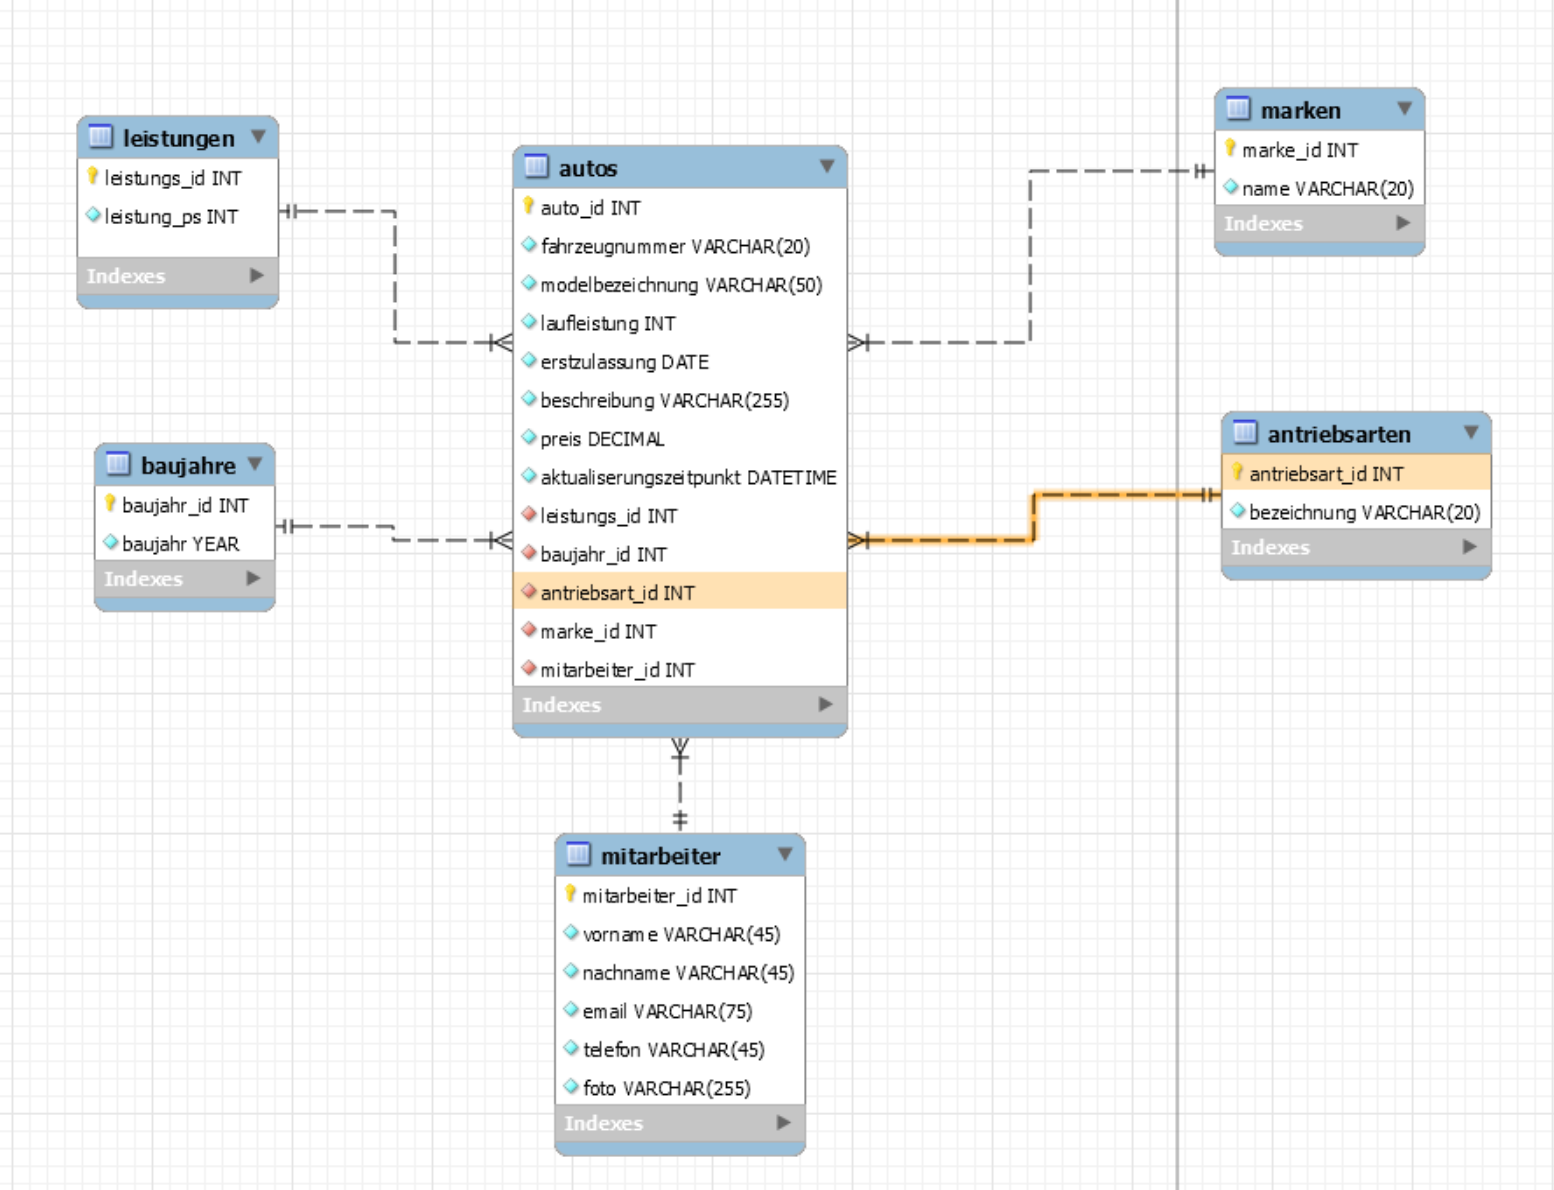 leistungen
leistungs_id INT
leistung_ps INT
Indexes
baujahre
baujahr_id INT
baujahr YEAR
Indexes
autos
auto_id INT
fahrzeugnummer VARCHAR(20)
modelbezeichnung VARCHAR(50)
laufleistung INT
erstzulassung DATE
beschreibung VARCHAR(255)
preis DECIMAL
aktualiserungszeitpunkt DATETIME
leistungs_id INT
baujahr_id INT
antriebsart_id INT
marke_id INT
mitarbeiter_id INT
Indexes
marken
marke_id INT
name VARCHAR(20)
Indexes
antriebsarten
antriebsart_id INT
bezeichnung VARCHAR(20)
Indexes
mitarbeiter
mitarbeiter_id INT
vorname VARCHAR(45)
nachname VARCHAR(45)
email VARCHAR(75)
telefon VARCHAR(45)
foto VARCHAR(255)
Indexes